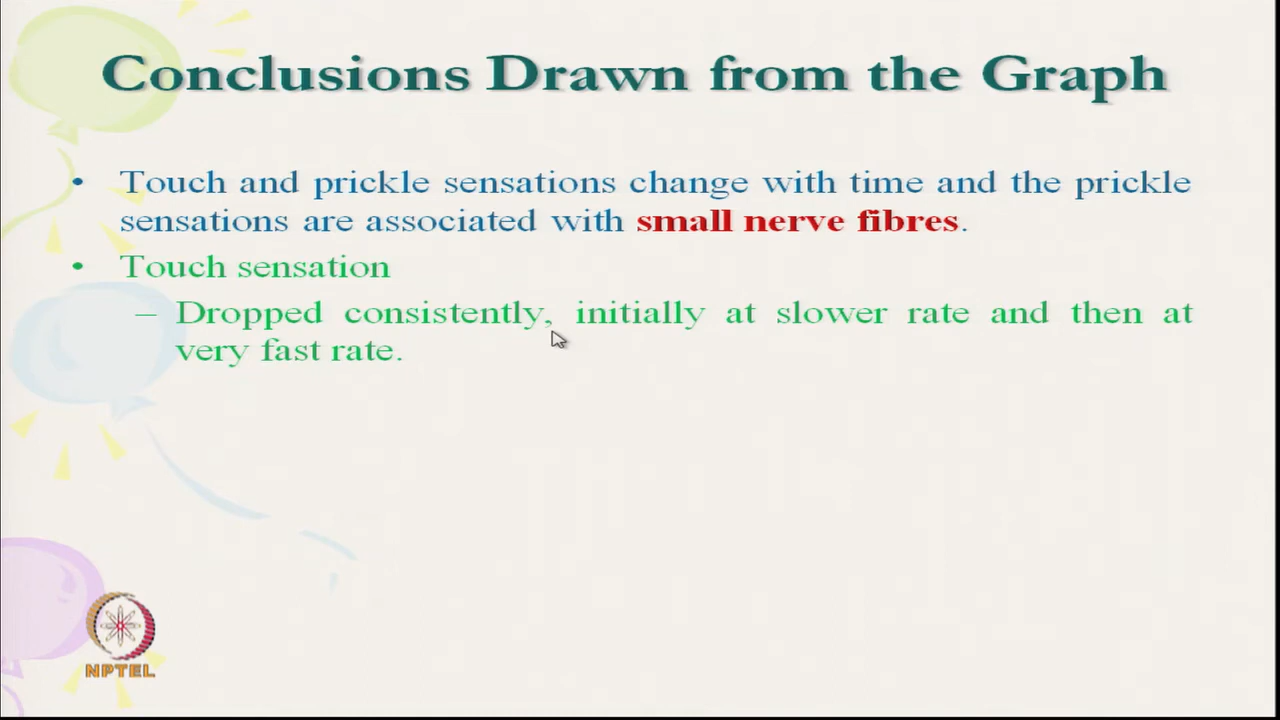 Conclusions Drawn from the Graph
• Touch and prickle sensations change with time and the prickle
sensations are associated with small nerve fibres.
• Touch sensation
– Dropped consistently, initially at slower rate and then at
very fast rate.
NPTEL